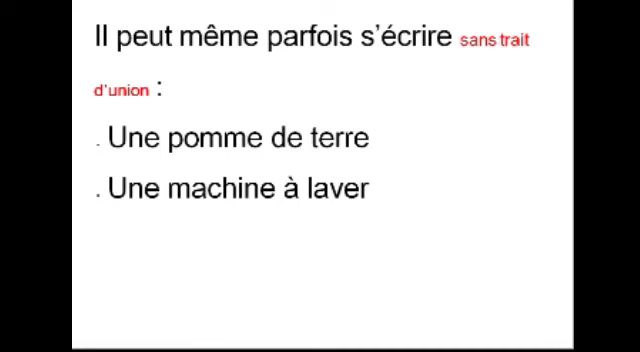 Il peut même parfois s’écrire sans trait
d’union :
. Une pomme de terre
. Une machine à laver